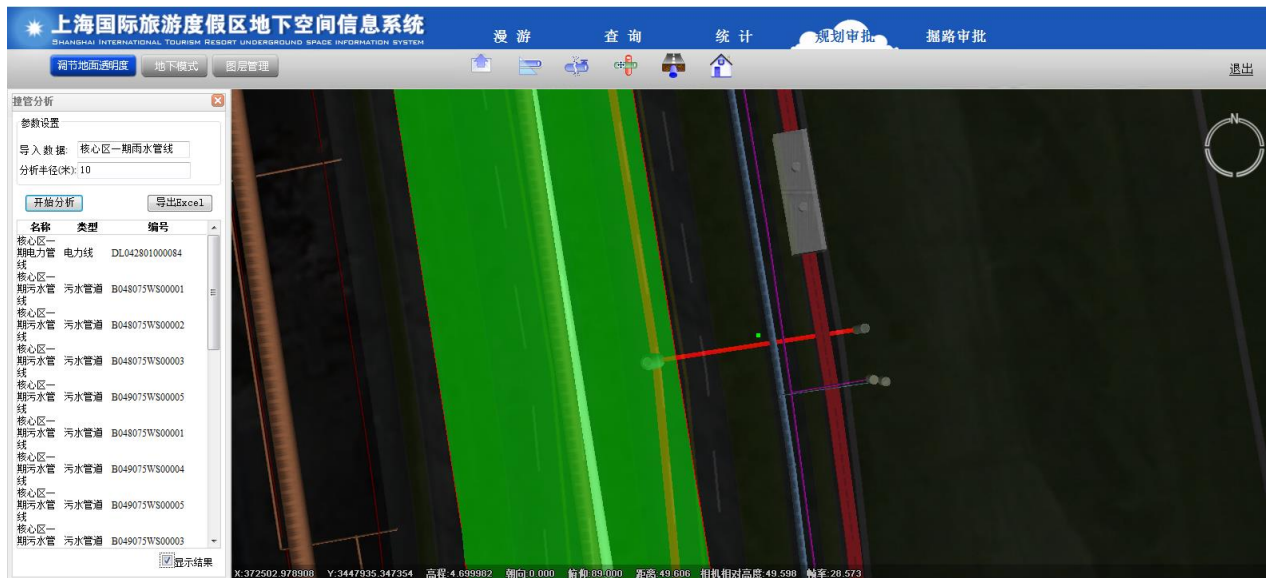 上海国际旅游度假区地下空间信息系统
SHANGHAI INTERNATIONAL TOURISM RESORT UNDERGROUND SPACE INFORMATION SYSTEM
漫游 查询 统计 规划审批 掘路审批
调节地面透明度 地下模式 图层管理
退出
撞管分析
参数设置
导入数据: 核心区一期雨水管线
分析半径(米): 10
开始分析 导出Excel
名称 类型 编号
核心区一
期电力管 电力线 DL042801000084
线
核心区一
期污水管 污水管道 B048075WS00001
线
核心区一
期污水管 污水管道 B048075WS00002
线
核心区一
期污水管 污水管道 B048075WS00003
线
核心区一
期污水管 污水管道 B049075WS00005
线
核心区一
期污水管 污水管道 B048075WS00001
线
核心区一
期污水管 污水管道 B049075WS00004
线
核心区一
期污水管 污水管道 B049075WS00005
线
核心区一
期污水管 污水管道 B049075WS00003
显示结果
N
X:372502.978908 Y:3447935.347354 高程:4.699982 朝向:0.000 俯仰:89.000 距离:49.606 相机相对高度:49.598 帧率:28.573